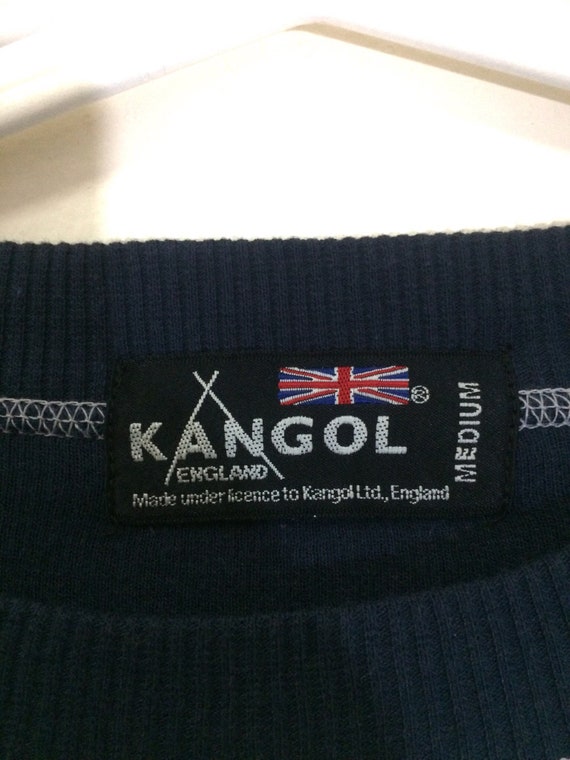 KANGOL ®
ENGLAND
Made under licence to Kangol Ltd., England
MEDIUM